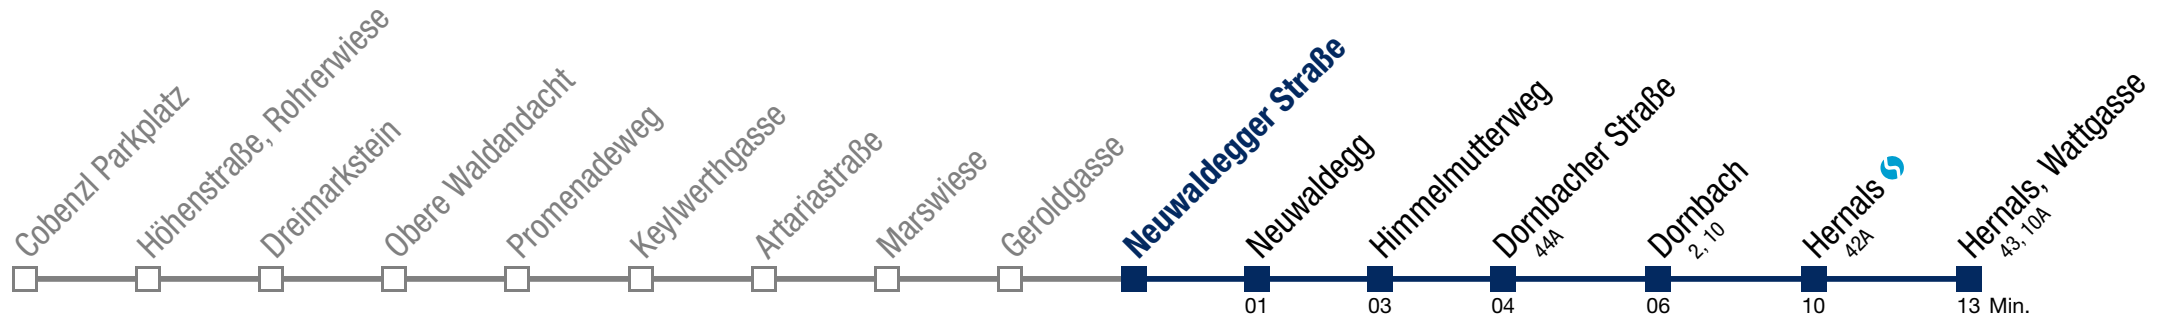 Cobenzl Parkplatz
Höhenstraße, Rohrerwiese
Dreimarkstein
Obere Waldandacht
Promenadeweg
Keylwerthgasse
Artariastraße
Marswiese
Geroldgasse
Neuwaldegger Straße
Neuwaldegg
Himmelmutterweg
Dornbacher Straße
44A
Dornbach
2, 10
Hernals
42A
Hernals, Wattgasse
43, 10A
01 03 04 06 10 13 Min.